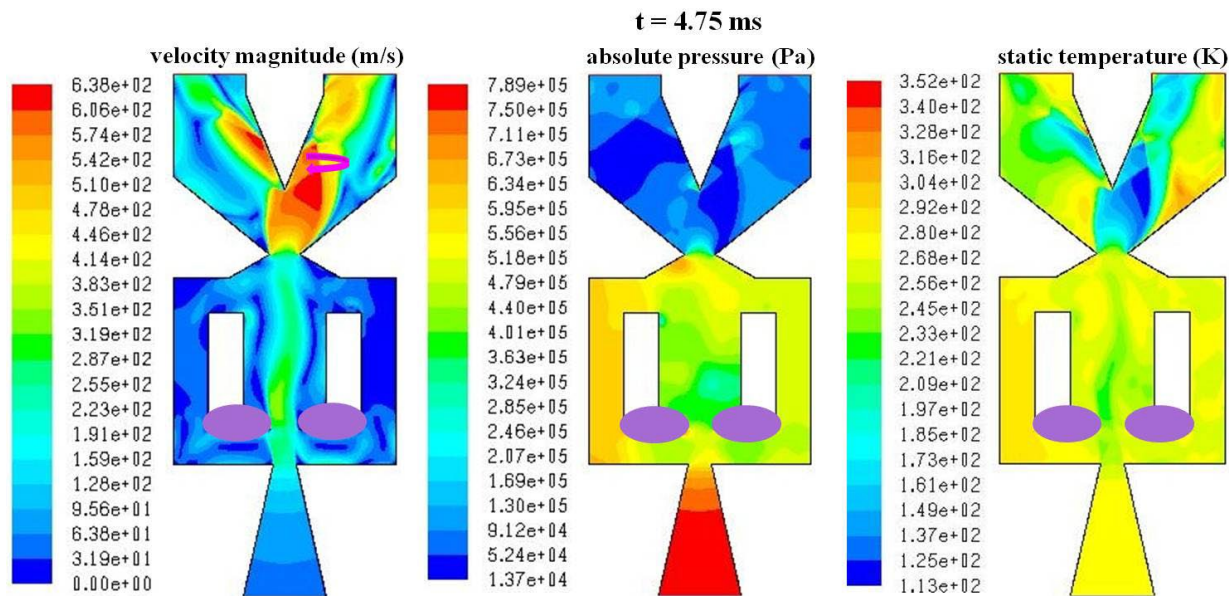 t = 4.75 ms
velocity magnitude (m/s)
absolute pressure (Pa)
static temperature (K)
6.38e+02
6.06e+02
5.74e+02
5.42e+02
5.10e+02
4.78e+02
4.46e+02
4.14e+02
3.83e+02
3.51e+02
3.19e+02
2.87e+02
2.55e+02
2.23e+02
1.91e+02
1.59e+02
1.28e+02
9.56e+01
6.38e+01
3.19e+01
0.00e+00
7.89e+05
7.50e+05
7.11e+05
6.73e+05
6.34e+05
5.95e+05
5.56e+05
5.18e+05
4.79e+05
4.40e+05
4.01e+05
3.63e+05
3.24e+05
2.85e+05
2.46e+05
2.07e+05
1.69e+05
1.30e+05
9.12e+04
5.24e+04
1.37e+04
3.52e+02
3.40e+02
3.28e+02
3.16e+02
3.04e+02
2.92e+02
2.80e+02
2.68e+02
2.56e+02
2.45e+02
2.33e+02
2.21e+02
2.09e+02
1.97e+02
1.85e+02
1.73e+02
1.61e+02
1.49e+02
1.37e+02
1.25e+02
1.13e+02